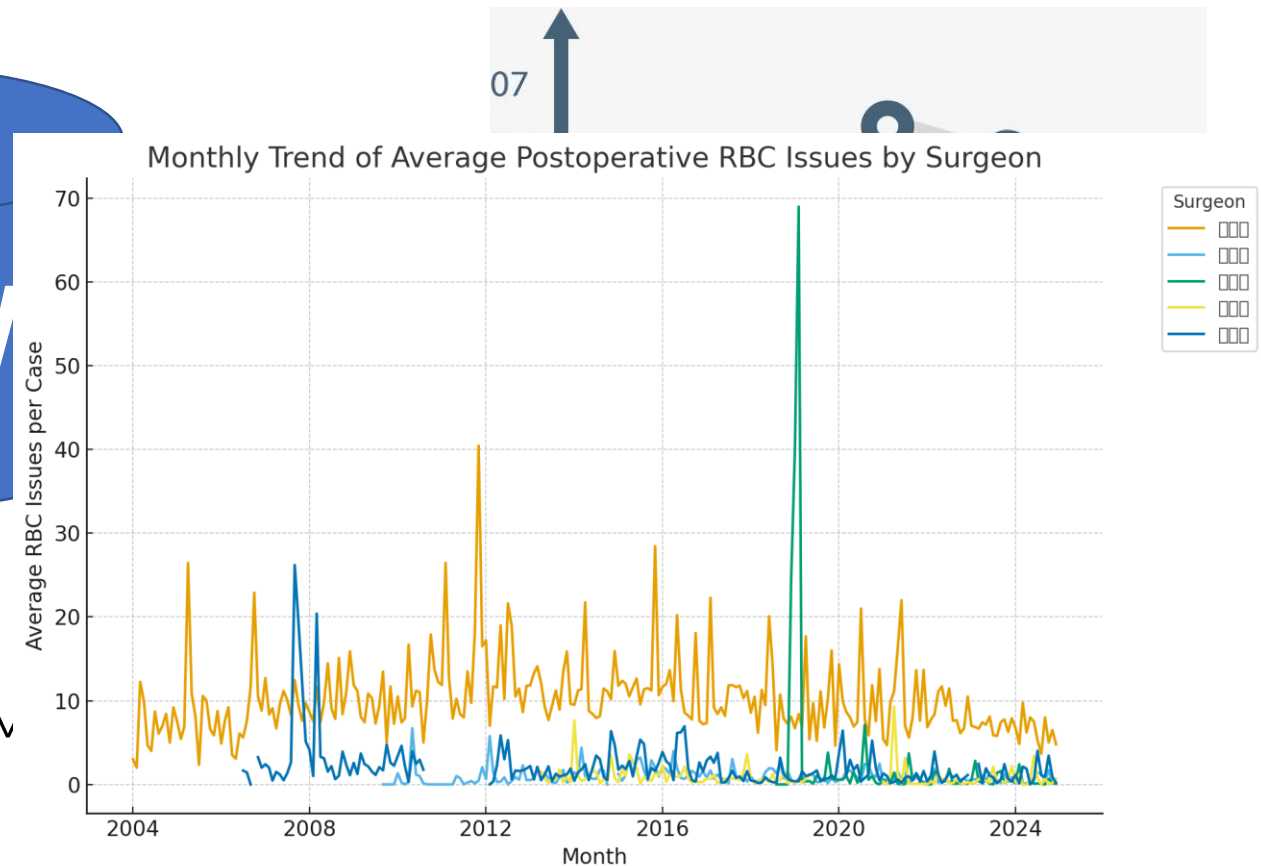 07
Monthly Trend of Average Postoperative RBC Issues by Surgeon
Surgeon
70
60
50
40
30
20
10
0
Average RBC Issues per Case
2004 2008 2012 2016 2020 2024
Month